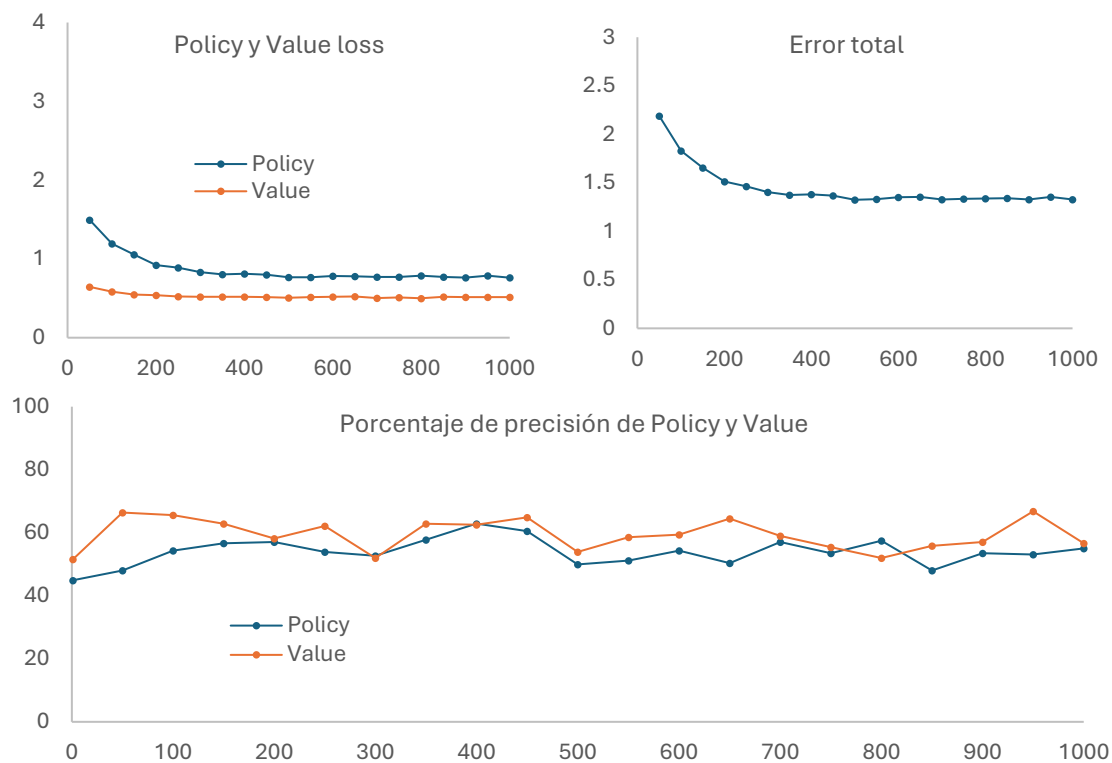 Policy y Value loss
4
3
2
1
0
Policy
Value
0 200 400 600 800 1000
Error total
3
2.5
2
1.5
1
0.5
0
0 200 400 600 800 1000
Porcentaje de precisión de Policy y Value
100
80
60
40
20
0
Policy
Value
0 100 200 300 400 500 600 700 800 900 1000